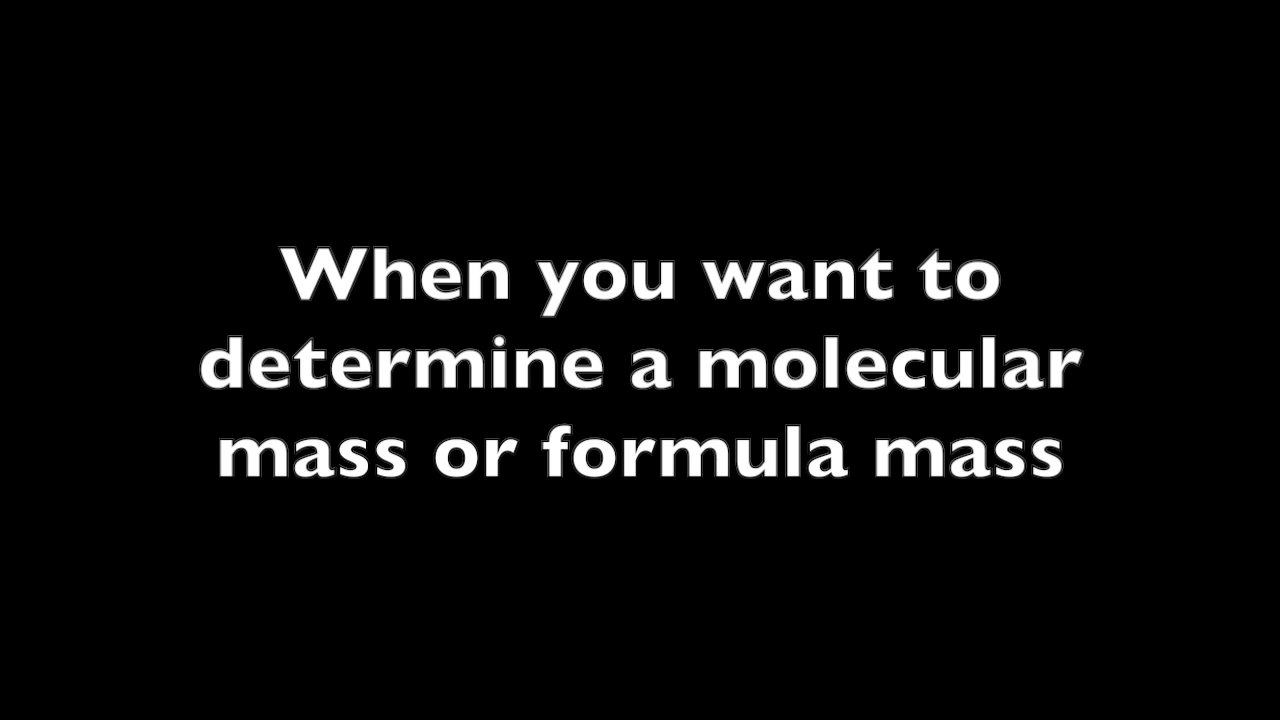 When you want to
determine a molecular
mass or formula mass